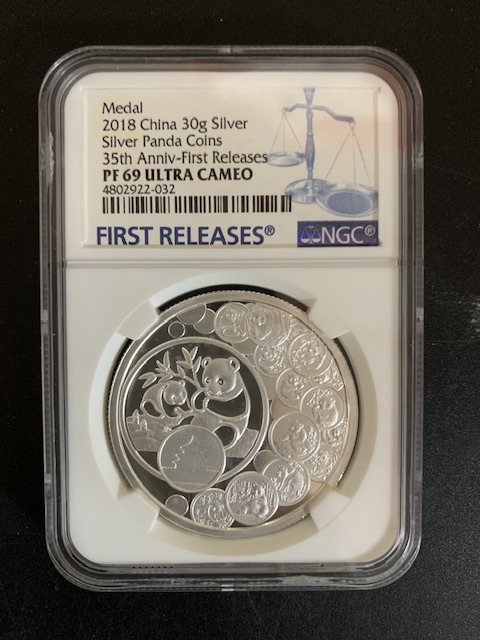 Medal
2018 China 30g Silver
Silver Panda Coins
35th Anniv-First Releases
PF 69 ULTRA CAMEO
4802922-032
FIRST RELEASES®
NGC®